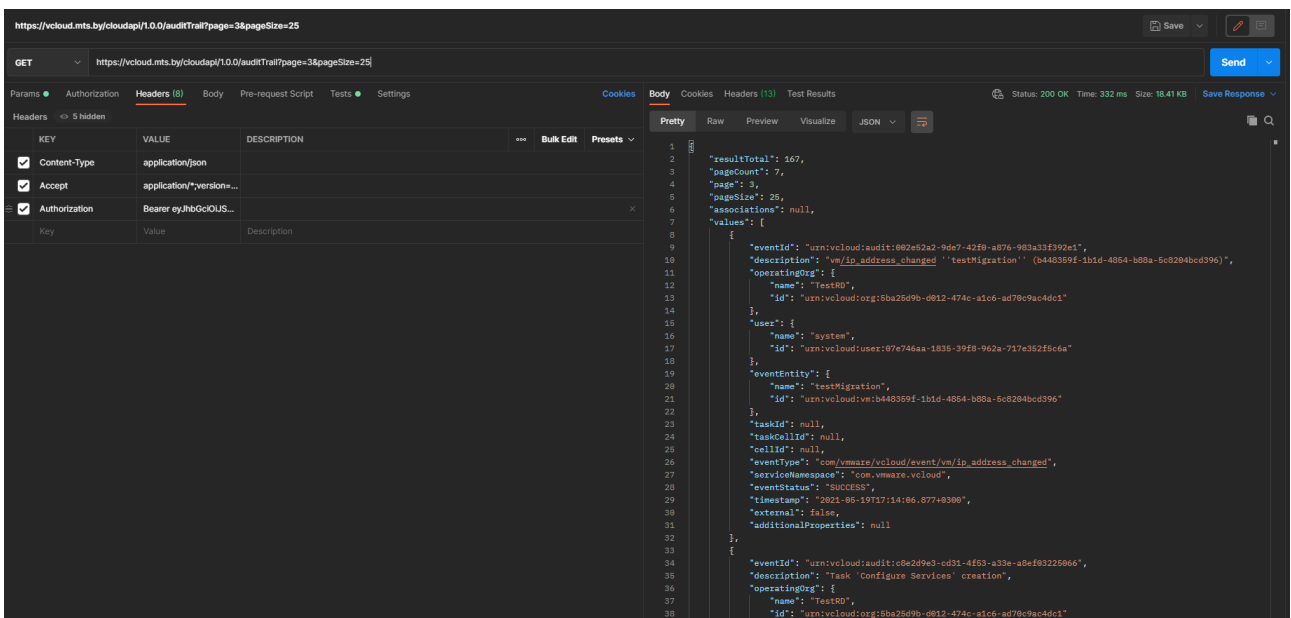 https://vcloud.mts.by/cloudapi/1.0.0/auditTrail?page=3&pageSize=25
Save
GET
https://vcloud.mts.by/cloudapi/1.0.0/auditTrail?page=3&pageSize=25
Send
Params Authorization Headers (8) Body Pre-request Script Tests Settings Cookies
Headers 5 hidden
KEY VALUE DESCRIPTION ooo Bulk Edit Presets
Content-Type application/json
Accept application/*;version=...
Authorization Bearer eyJhbGciOiJS...
Key Value Description
Body Cookies Headers (13) Test Results Status: 200 OK Time: 332 ms Size: 18.41 KB Save Response
Pretty Raw Preview Visualize JSON
1 {
2 "resultTotal": 167,
3 "pageCount": 7,
4 "page": 3,
5 "pageSize": 25,
6 "associations": null,
7 "values": [
8 {
9 "eventId": "urn:vcloud:audit:002e52a2-9de7-42f0-a876-983a33f392e1",
10 "description": "vm/ip_address_changed ''testMigration'' (b448359f-1b1d-4854-b88a-5c8204bcd396)",
11 "operatingOrg": {
12 "name": "TestRD",
13 "id": "urn:vcloud:org:5ba25d9b-d012-474c-a1c6-ad70c9ac4dc1"
14 },
15 "user": {
16 "name": "system",
17 "id": "urn:vcloud:user:07e746aa-1835-39f8-962a-717e352f5c6a"
18 },
19 "eventEntity": {
20 "name": "testMigration",
21 "id": "urn:vcloud:vm:b448359f-1b1d-4854-b88a-5c8204bcd396"
22 },
23 "taskId": null,
24 "taskCellId": null,
25 "cellId": null,
26 "eventType": "com/vmware/vcloud/event/vm/ip_address_changed",
27 "serviceNamespace": "com.vmware.vcloud",
28 "eventStatus": "SUCCESS",
29 "timestamp": "2021-05-19T17:14:06.877+0300",
30 "external": false,
31 "additionalProperties": null
32 },
33 {
34 "eventId": "urn:vcloud:audit:c8e2d9e3-cd31-4f53-a33e-a8ef03225066",
35 "description": "Task 'Configure Services' creation",
36 "operatingOrg": {
37 "name": "TestRD",
38 "id": "urn:vcloud:org:5ba25d9b-d012-474c-a1c6-ad70c9ac4dc1"